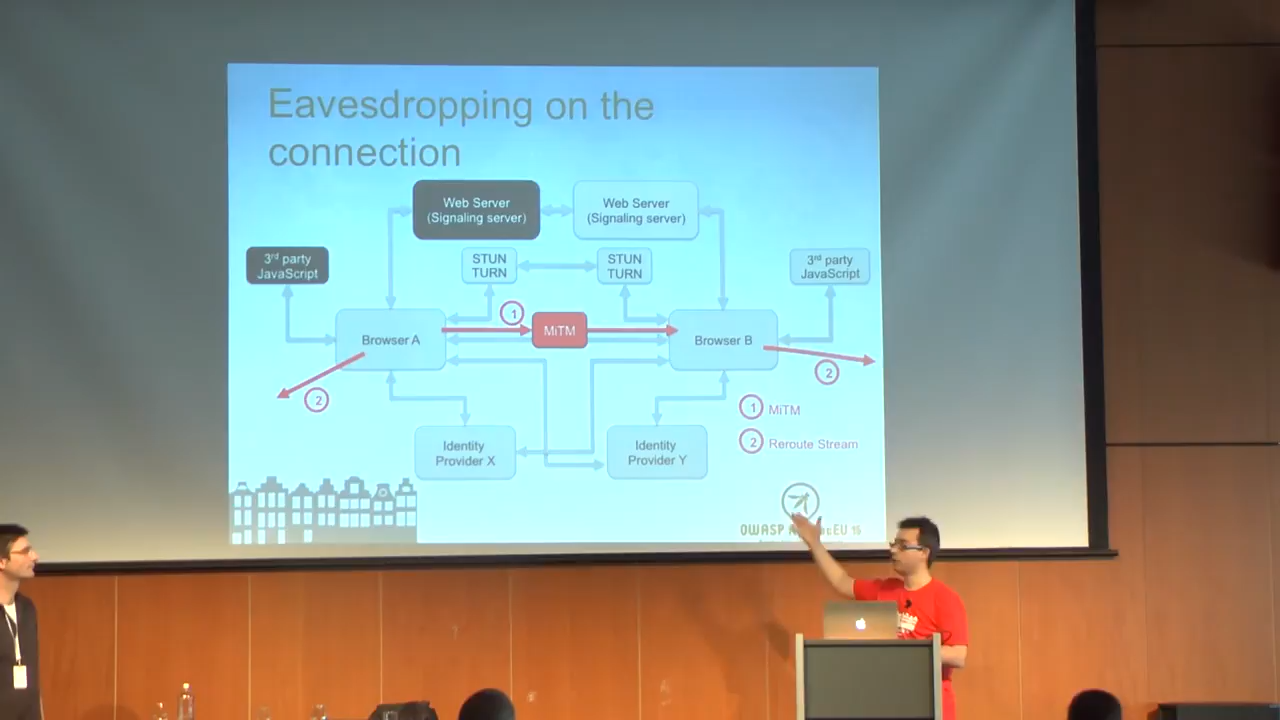 Eavesdropping on the
connection
Web Server
(Signaling server)
Web Server
(Signaling server)
3rd party
JavaScript
STUN
TURN
STUN
TURN
3rd party
JavaScript
1
Browser A
MiTM
Browser B
2
2
1 MiTM
2 Reroute Stream
Identity
Provider X
Identity
Provider Y
OWASP
EU 15